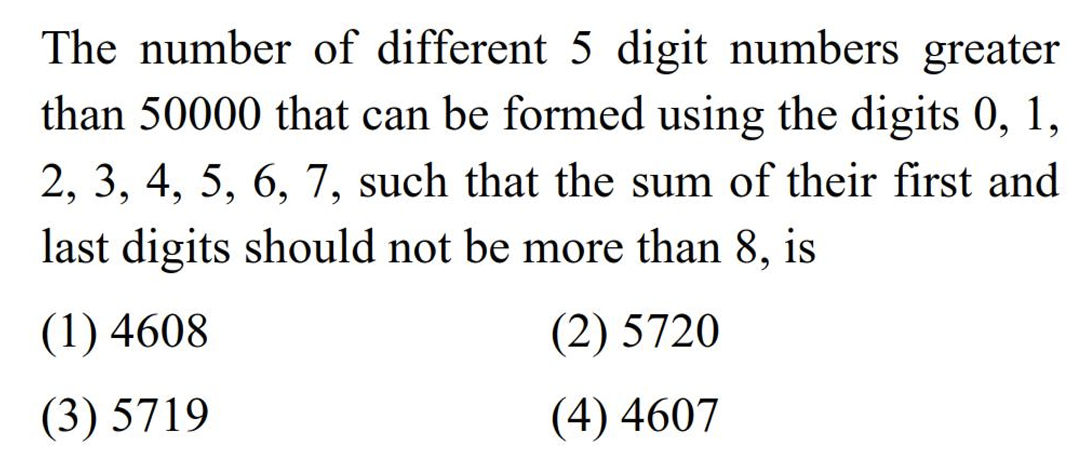 The number of different 5 digit numbers greater
than 50000 that can be formed using the digits 0, 1,
2, 3, 4, 5, 6, 7, such that the sum of their first and
last digits should not be more than 8, is
(1) 4608 (2) 5720
(3) 5719 (4) 4607